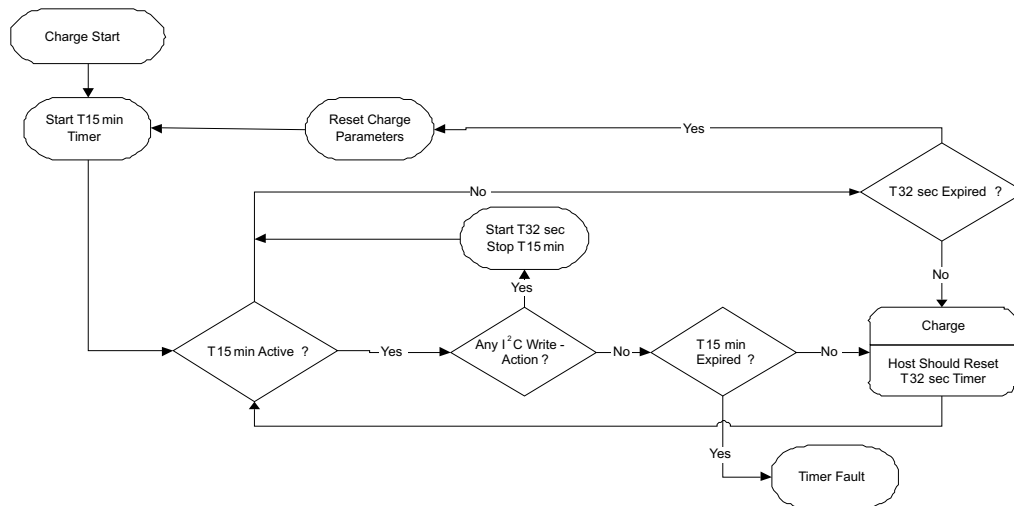 Charge Start
Start T15 min
Timer
Reset Charge
Parameters
Yes
No
T32 sec Expired ?
Start T32 sec
Stop T15 min
No
Yes
T15 min Active ?
Yes
Any I²C Write -
Action ?
No
T15 min
Expired ?
No
Charge
Host Should Reset
T32 sec Timer
Yes
Timer Fault